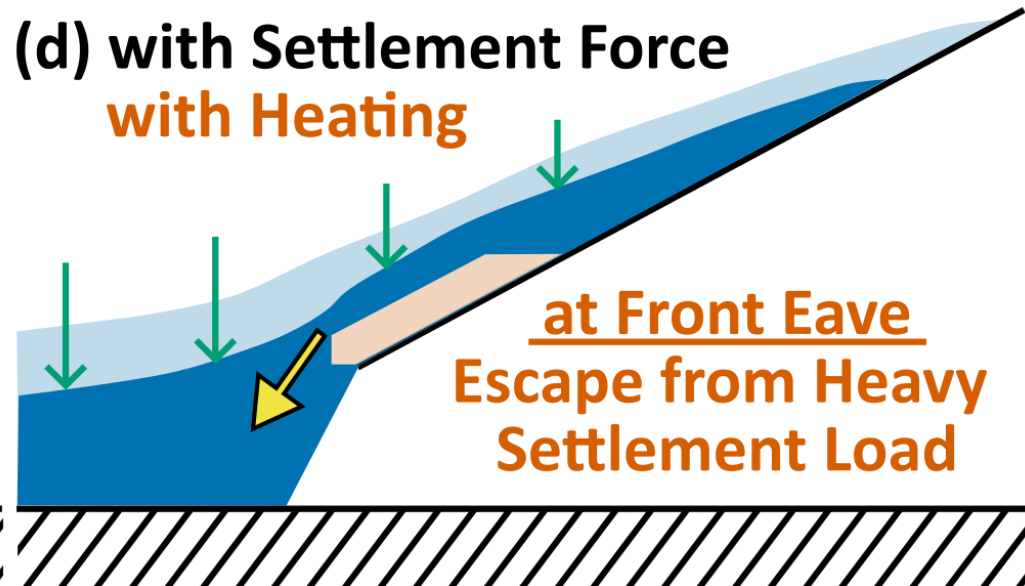 (d) with Settlement Force
with Heating
at Front Eave
Escape from Heavy
Settlement Load